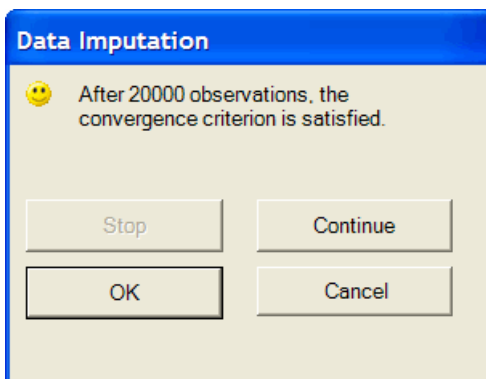 Data Imputation
After 20000 observations, the
convergence criterion is satisfied.
Stop
Continue
OK
Cancel